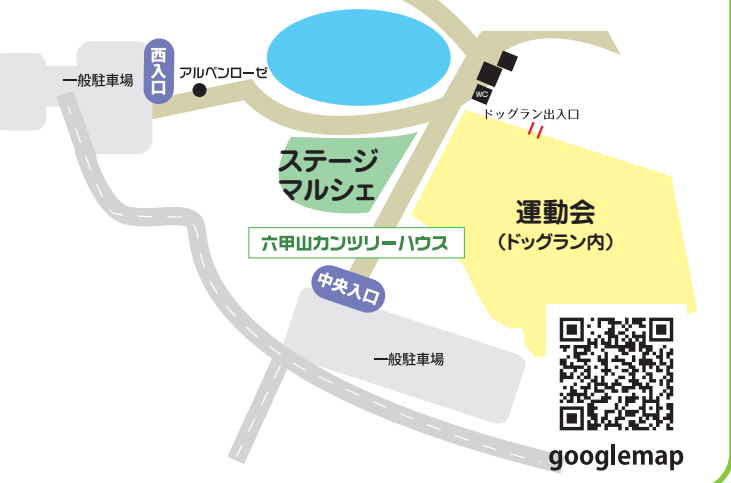 西入口
一般駐車場
アルペンローゼ
WC
ドッグラン出入口
ステージ
マルシェ
運動会
(ドッグラン内)
六甲山カンツリーハウス
中央入口
一般駐車場
googlemap